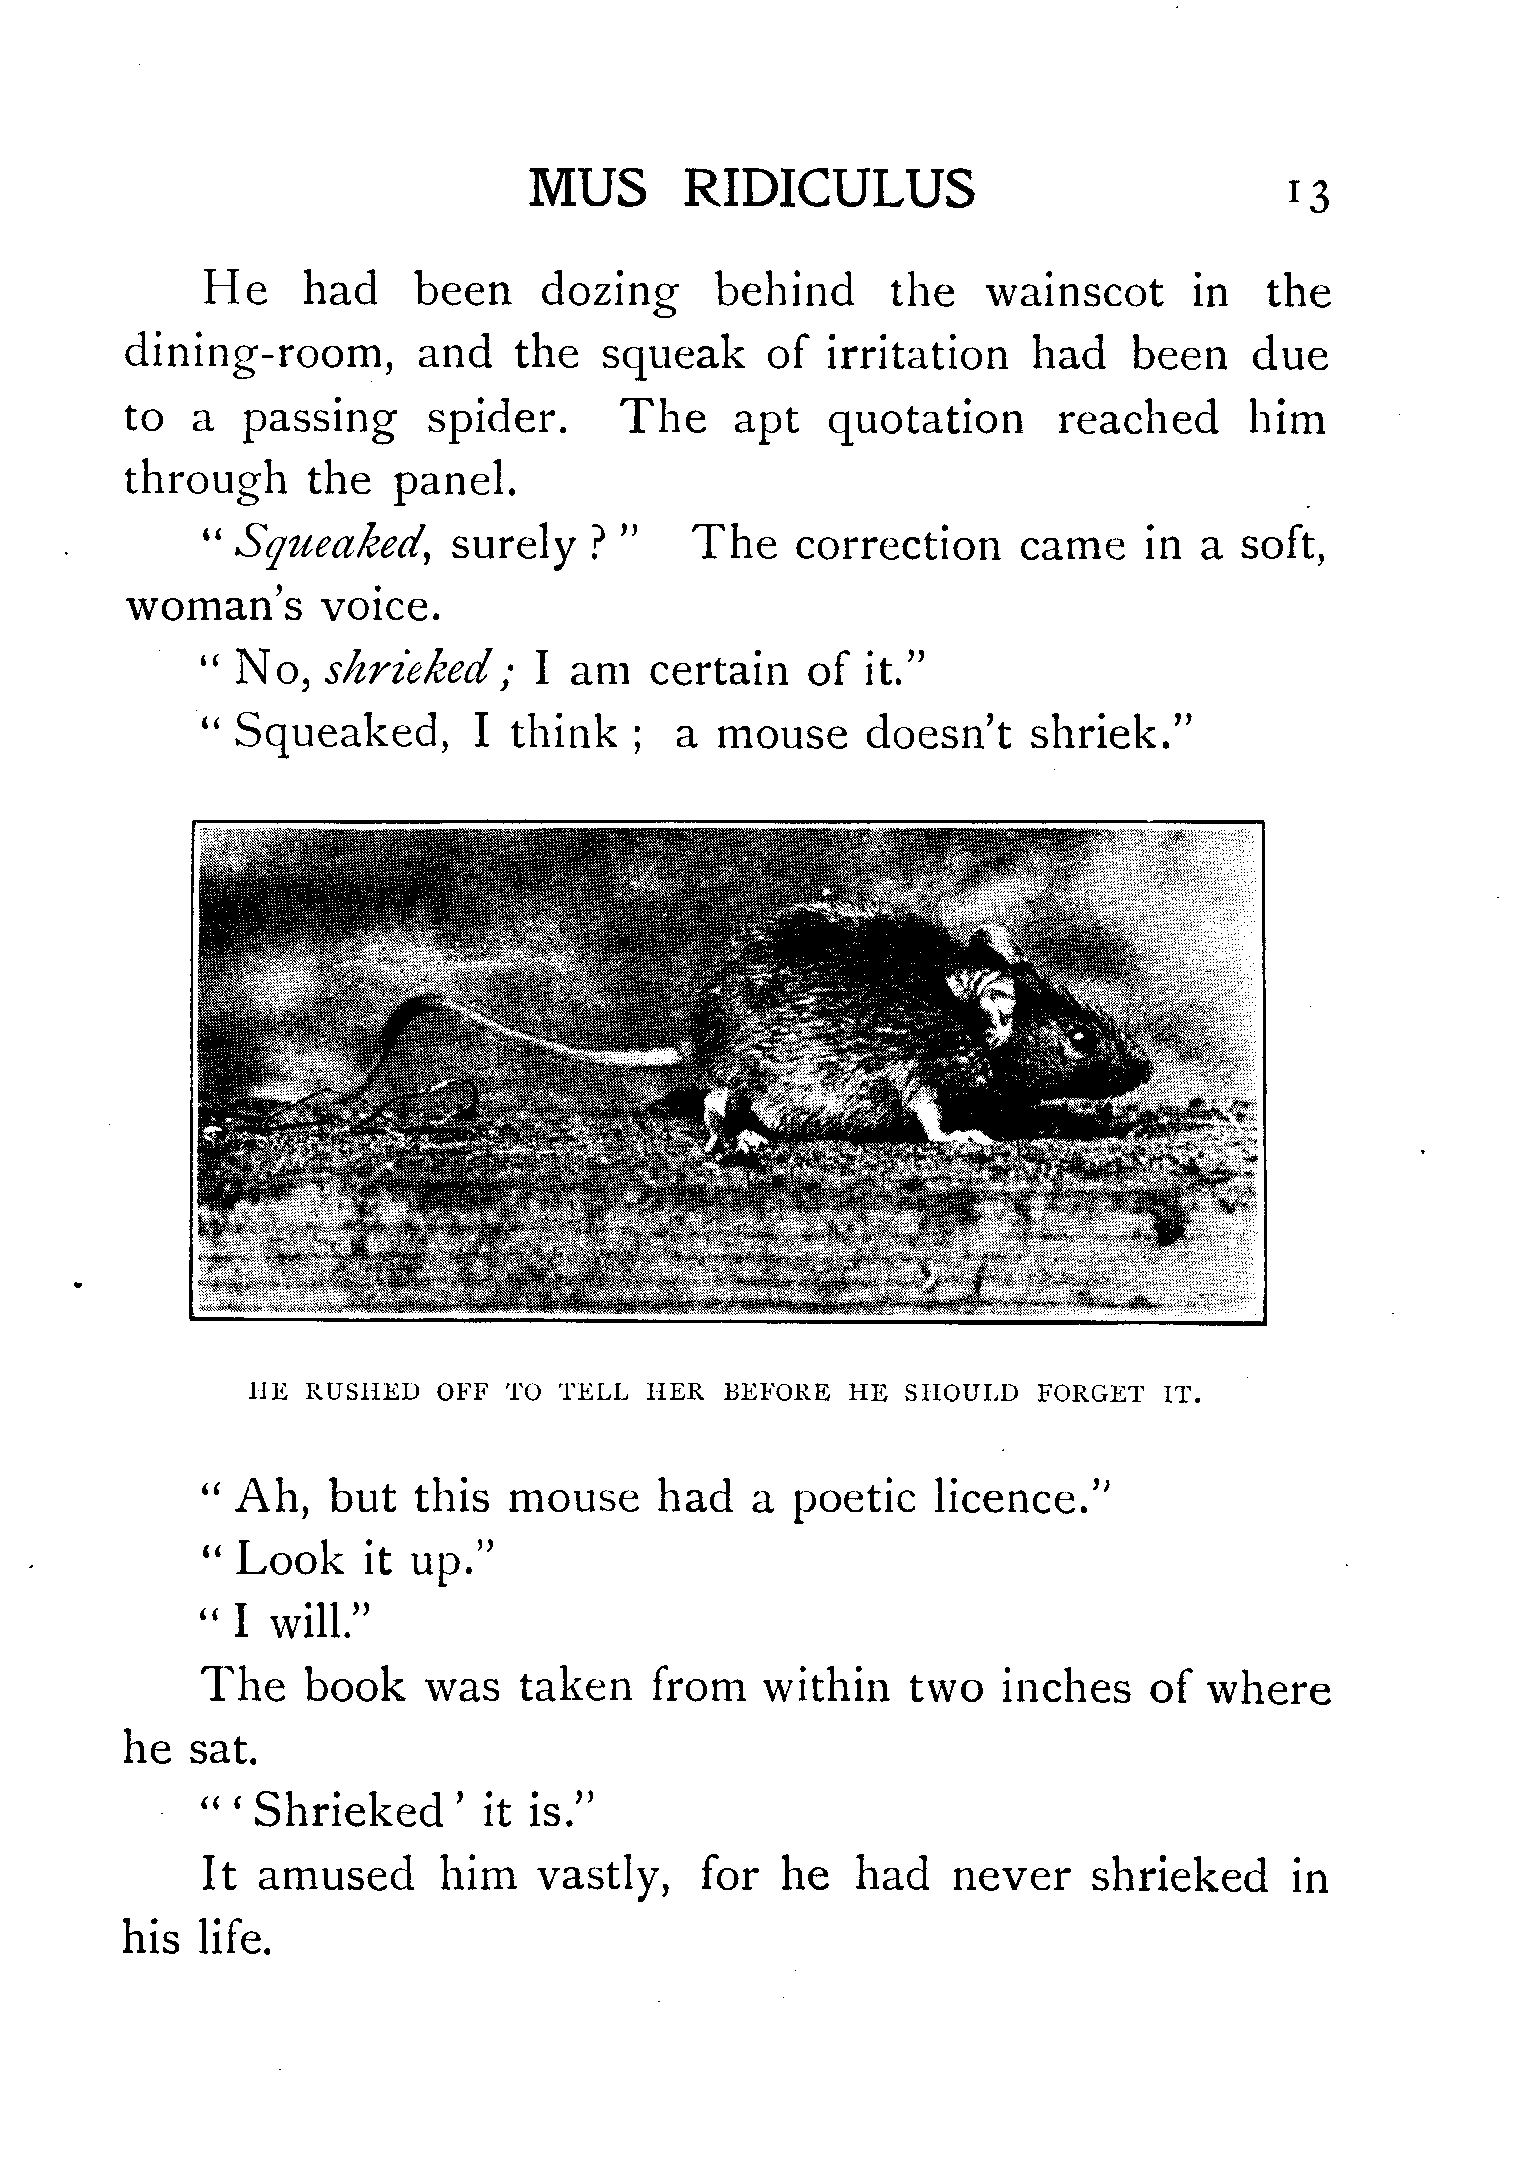 MUS RIDICULUS 13
He had been dozing behind the wainscot in the
dining-room, and the squeak of irritation had been due
to a passing spider. The apt quotation reached him
through the panel.
“ Squeaked, surely ? ” The correction came in a soft,
woman’s voice.
“ No, shrieked ; I am certain of it.”
“ Squeaked, I think ; a mouse doesn’t shriek.”
HE RUSHED OFF TO TELL HER BEFORE HE SHOULD FORGET IT.
“ Ah, but this mouse had a poetic licence.”
“ Look it up.”
“ I will.”
The book was taken from within two inches of where
he sat.
“ ‘ Shrieked ’ it is.”
It amused him vastly, for he had never shrieked in
his life.